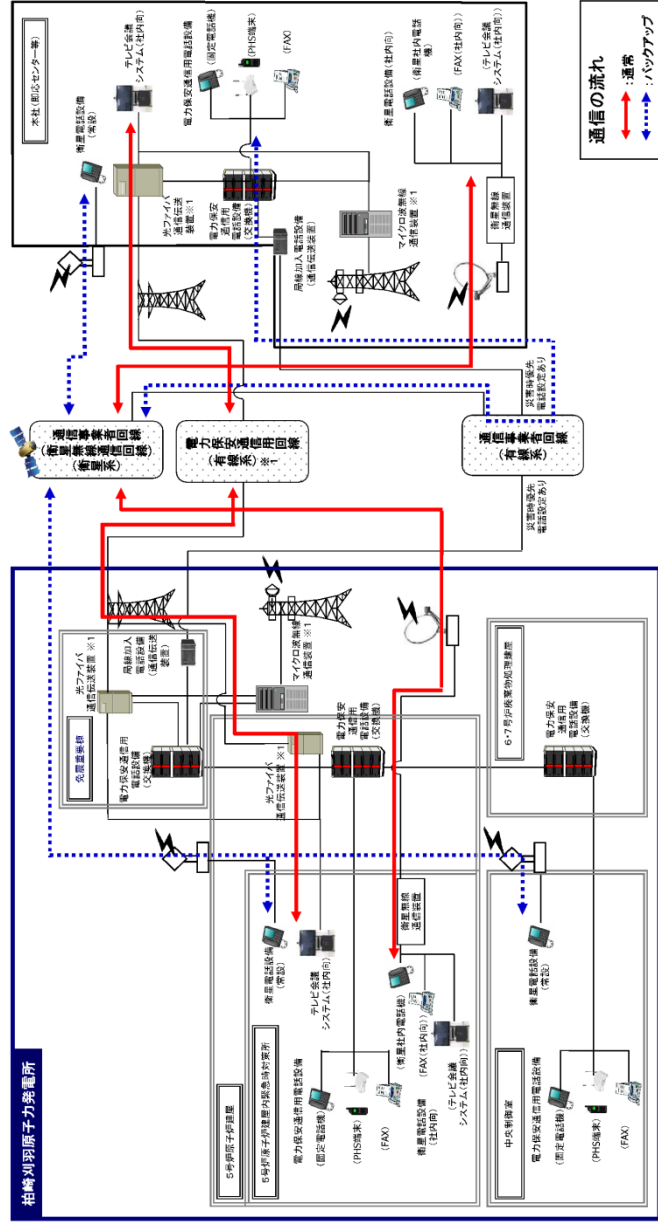 柏崎刈羽原子力発電所
5号炉原子炉建屋
5号炉原子炉建屋内緊急時対策所
電力保安通信用電話設備
(固定電話機)
(PHS端末)
(FAX)
衛星電話設備
(常設)
テレビ会議
システム(社内向)
衛星電話設備
(社内向)
(衛星社内電話機)
(FAX(社内向))
(テレビ会議
システム(社内向))
衛星無線
通信装置
中央制御室
電力保安通信用電話設備
(固定電話機)
(PHS端末)
(FAX)
衛星電話設備
(常設)
免震重要棟
電力保安通信用
電話設備
(交換機)
光ファイバ
通信伝送装置 ※1
局線加入
電話設備
(通信伝送
装置)
マイクロ波無線
通信装置 ※1
光ファイバ
通信伝送装置 ※1
電力保安
通信用
電話設備
(交換機)
6・7号炉廃棄物処理建屋
電力保安
通信用
電話設備
(交換機)
通信事業者回線
(衛星無線通信回線)
(衛星系)
電力保安通信用回線
(有線系)
※1
通信事業者回線
(有線系)
災害時優先
電話設定あり
災害時優先
電話設定あり
本社(即応センター等)
衛星電話設備
(常設)
テレビ会議
システム(社内向)
光ファイバ
通信伝送
装置※1
電力保安
通信用
電話設備
(交換機)
局線加入電話設備
(通信伝送装置)
マイクロ波無線
通信装置 ※1
電力保安通信用電話設備
(固定電話機)
(PHS端末)
(FAX)
衛星電話設備(社内向)
(衛星社内電話
機)
(FAX(社内向))
(テレビ会議
システム(社内向))
衛星無線
通信装置
通信の流れ
:通常
:バックアップ